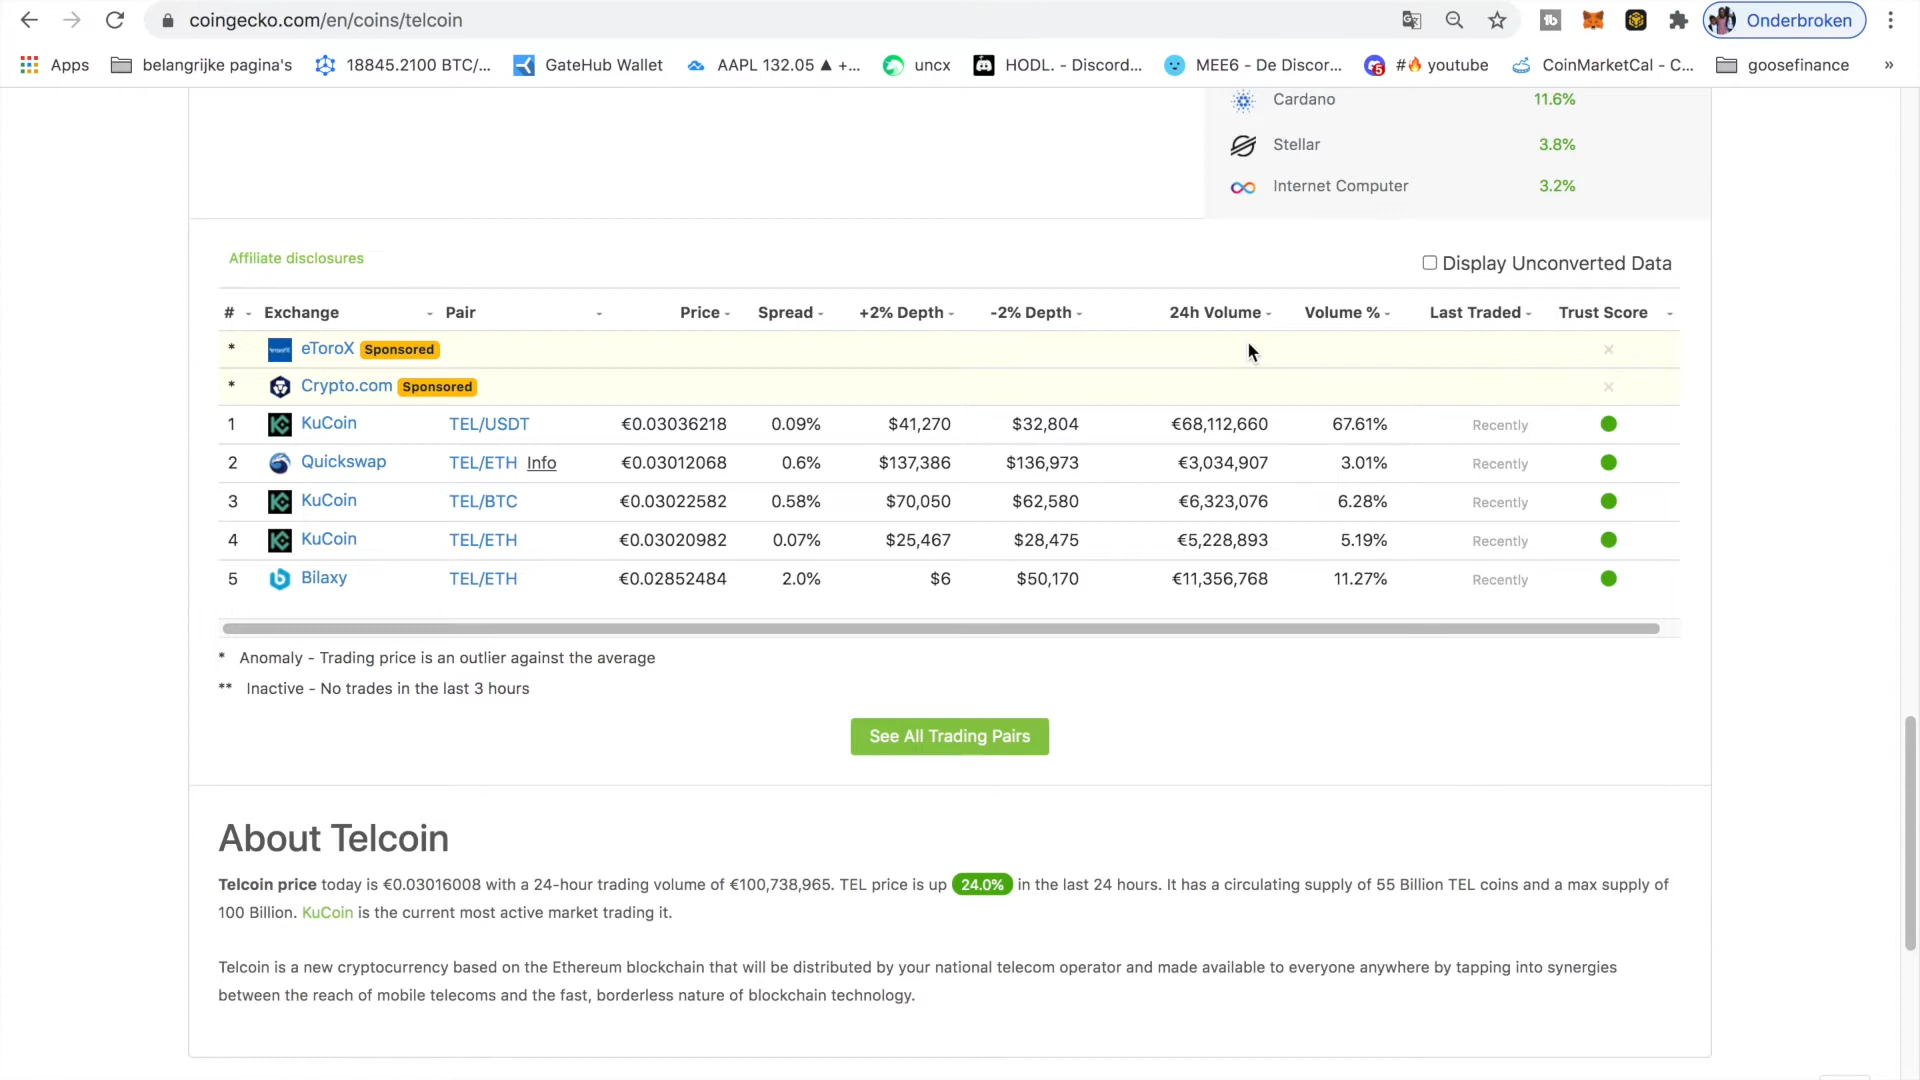 coingecko.com/en/coins/telcoin
Onderbroken
Apps belangrijke pagina's 18845.2100 BTC/... GateHub Wallet AAPL 132.05 ▲ +... uncx HODL. - Discord... MEE6 - De Discor... #🔥 youtube CoinMarketCal - C... goosefinance »
Cardano 11.6%
Stellar 3.8%
Internet Computer 3.2%
Affiliate disclosures
Display Unconverted Data
# Exchange Pair Price Spread +2% Depth -2% Depth 24h Volume Volume % Last Traded Trust Score
* eToroX Sponsored
* Crypto.com Sponsored
1 KuCoin TEL/USDT €0.03036218 0.09% $41,270 $32,804 €68,112,660 67.61% Recently
2 Quickswap TEL/ETH Info €0.03012068 0.6% $137,386 $136,973 €3,034,907 3.01% Recently
3 KuCoin TEL/BTC €0.03022582 0.58% $70,050 $62,580 €6,323,076 6.28% Recently
4 KuCoin TEL/ETH €0.03020982 0.07% $25,467 $28,475 €5,228,893 5.19% Recently
5 Bilaxy TEL/ETH €0.02852484 2.0% $6 $50,170 €11,356,768 11.27% Recently
* Anomaly - Trading price is an outlier against the average
** Inactive - No trades in the last 3 hours
See All Trading Pairs
About Telcoin
Telcoin price today is €0.03016008 with a 24-hour trading volume of €100,738,965. TEL price is up 24.0% in the last 24 hours. It has a circulating supply of 55 Billion TEL coins and a max supply of
100 Billion. KuCoin is the current most active market trading it.
Telcoin is a new cryptocurrency based on the Ethereum blockchain that will be distributed by your national telecom operator and made available to everyone anywhere by tapping into synergies
between the reach of mobile telecoms and the fast, borderless nature of blockchain technology.